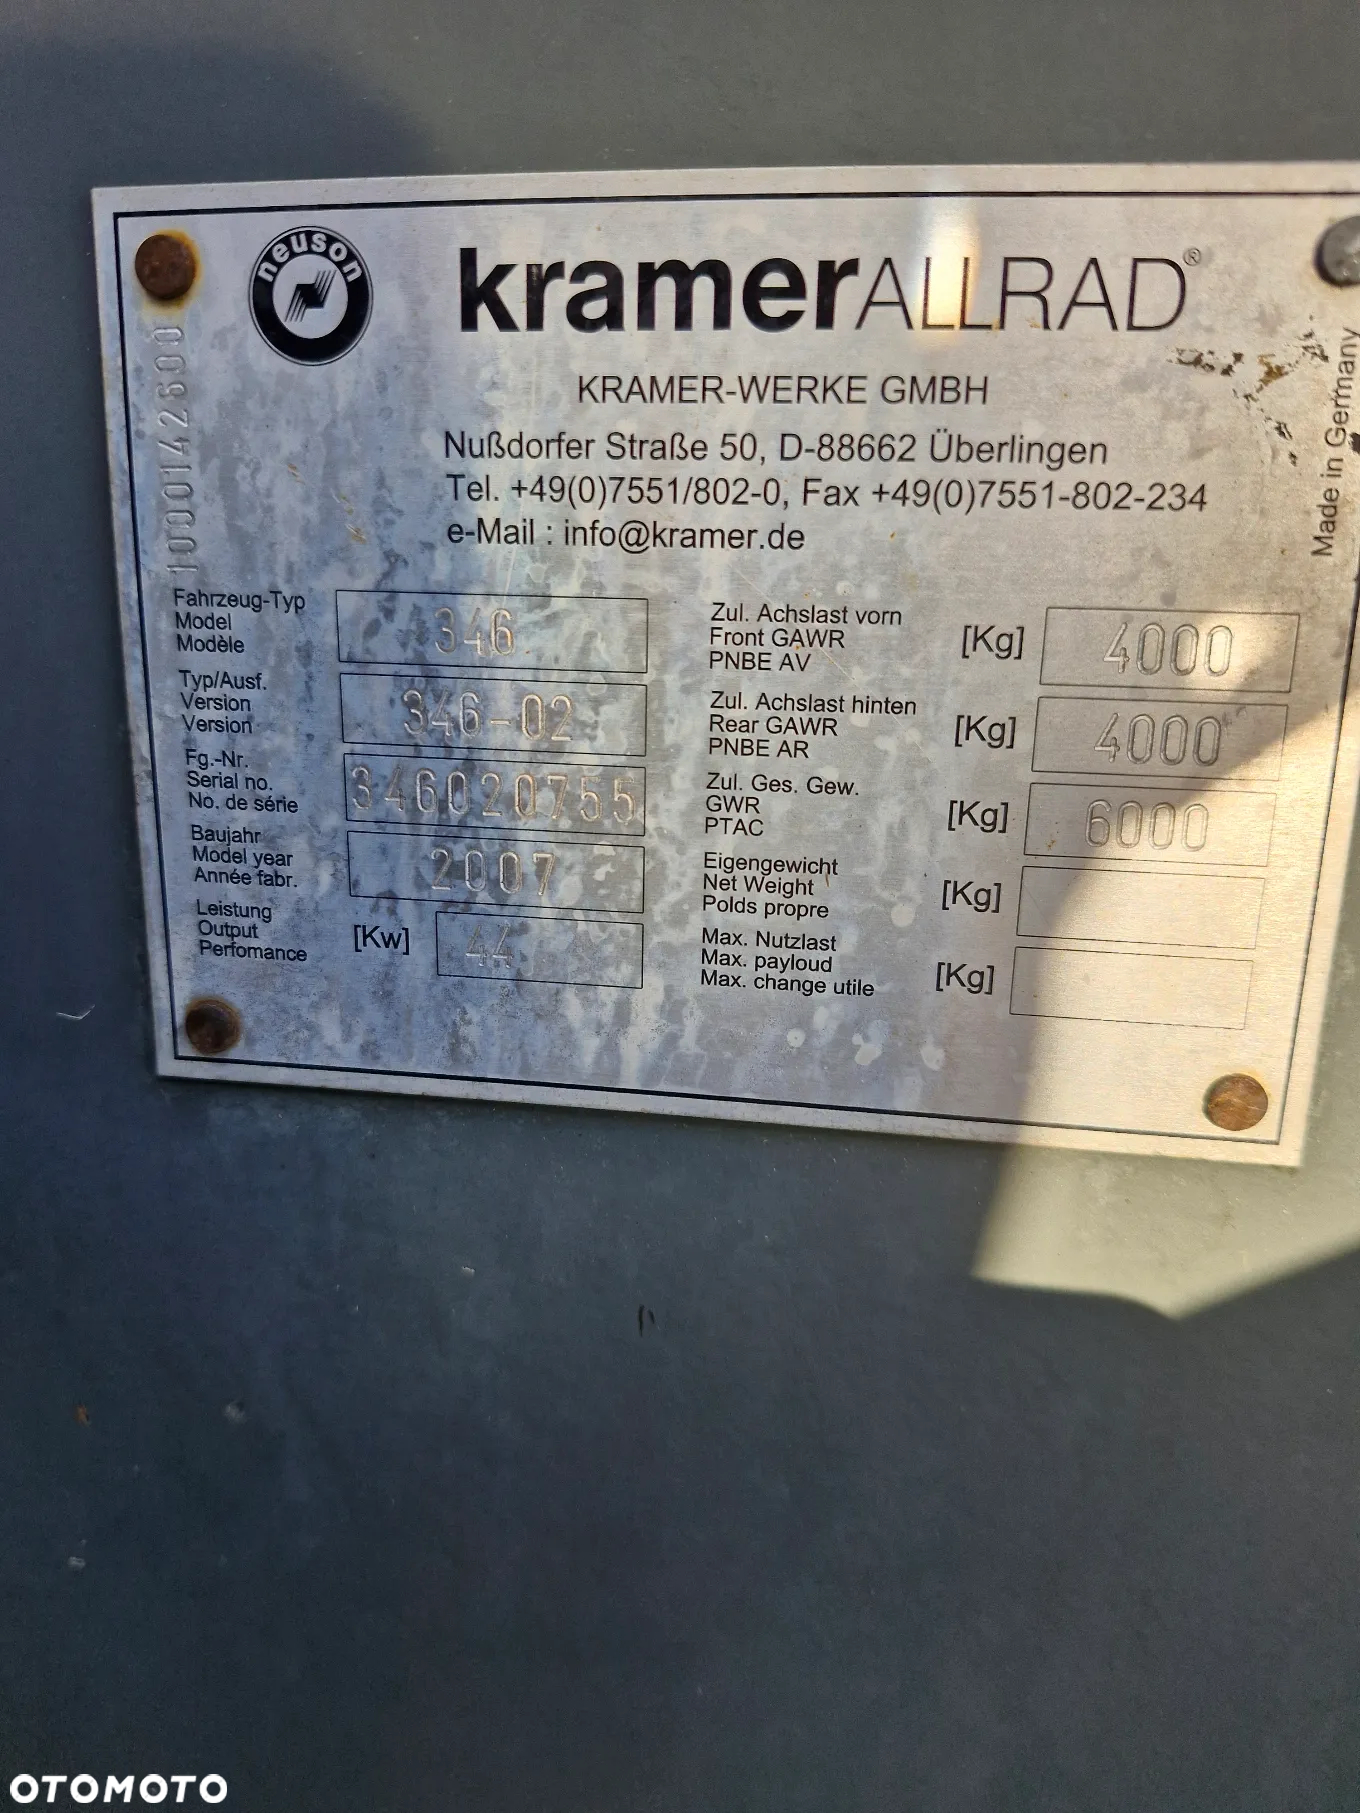 neuson
kramerALLRAD®
KRAMER-WERKE GMBH
Nußdorfer Straße 50, D-88662 Überlingen
Tel. +49(0)7551/802-0, Fax +49(0)7551-802-234
e-Mail : info@kramer.de
Made in Germany
1000142600
Fahrzeug-Typ
Model
Modèle
346
Typ/Ausf.
Version
Version
346-02
Fg.-Nr.
Serial no.
No. de série
346020755
Baujahr
Model year
Année fabr.
2007
Leistung
Output
Perfomance
[Kw]
44
Zul. Achslast vorn
Front GAWR
PNBE AV
[Kg]
4000
Zul. Achslast hinten
Rear GAWR
PNBE AR
[Kg]
4000
Zul. Ges. Gew.
GWR
PTAC
[Kg]
6000
Eigengewicht
Net Weight
Polds propre
[Kg]
Max. Nutzlast
Max. payloud
Max. change utile
[Kg]
OTOMOTO